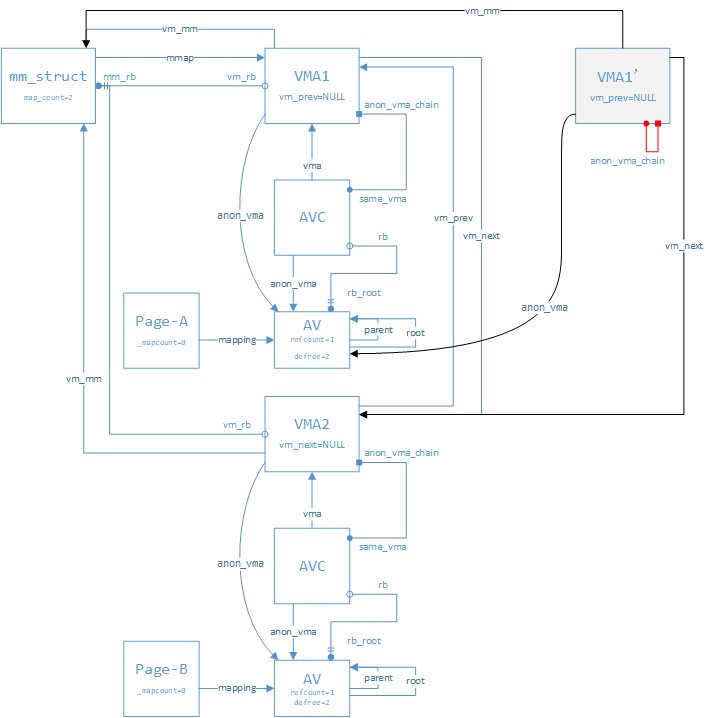 vm_mm
vm_mm
mm_struct
map_count=2
mmap
mm_rb
vm_rb
VMA1
vm_prev=NULL
VMA1’
vm_prev=NULL
anon_vma_chain
anon_vma_chain
vma
AVC
same_vma
anon_vma
vm_prev
vm_next
vm_next
rb
anon_vma
rb_root
anon_vma
Page-A
_mapcount=0
mapping
AV
refcount=1
defree=2
parent
root
vm_mm
vm_rb
VMA2
vm_next=NULL
anon_vma_chain
vma
same_vma
anon_vma
AVC
rb
anon_vma
rb_root
Page-B
_mapcount=0
mapping
AV
refcount=1
defree=2
parent
root